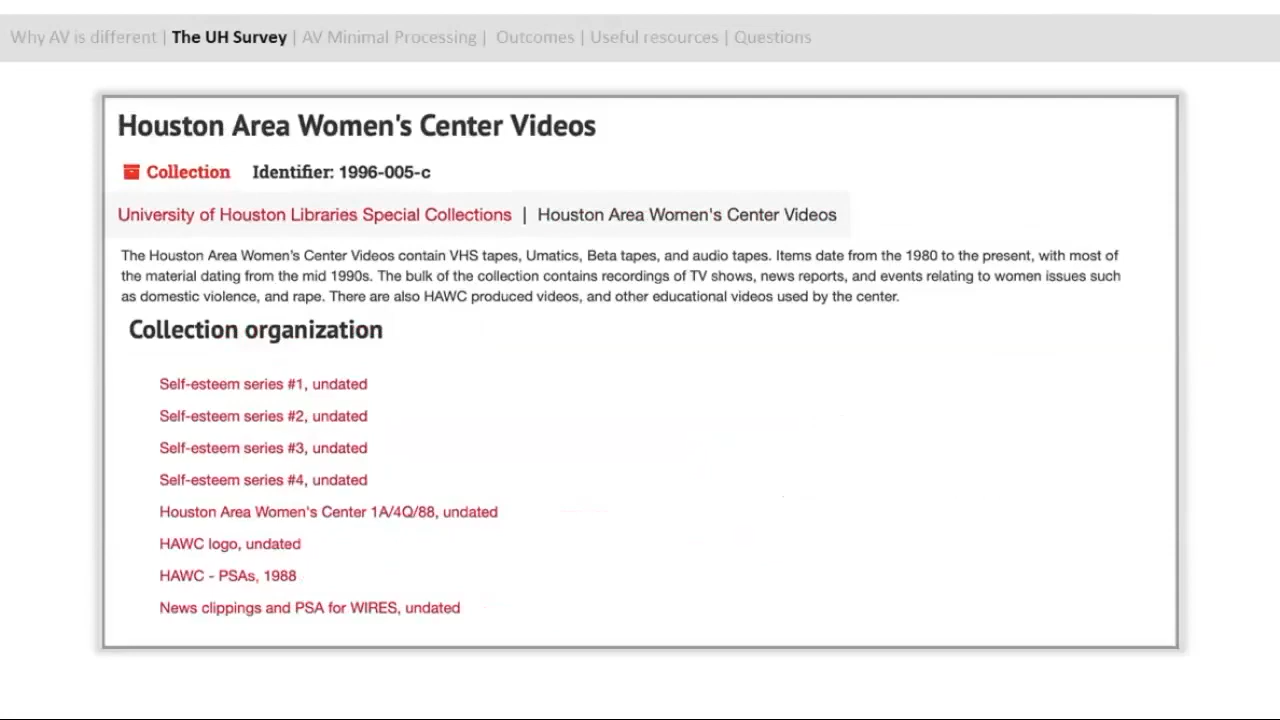 Why AV is different | The UH Survey | AV Minimal Processing | Outcomes | Useful resources | Questions
Houston Area Women's Center Videos
Collection Identifier: 1996-005-c
University of Houston Libraries Special Collections | Houston Area Women's Center Videos
The Houston Area Women's Center Videos contain VHS tapes, Umatics, Beta tapes, and audio tapes. Items date from the 1980 to the present, with most of
the material dating from the mid 1990s. The bulk of the collection contains recordings of TV shows, news reports, and events relating to women issues such
as domestic violence, and rape. There are also HAWC produced videos, and other educational videos used by the center.
Collection organization
Self-esteem series #1, undated
Self-esteem series #2, undated
Self-esteem series #3, undated
Self-esteem series #4, undated
Houston Area Women's Center 1A/4Q/88, undated
HAWC logo, undated
HAWC - PSAs, 1988
News clippings and PSA for WIRES, undated